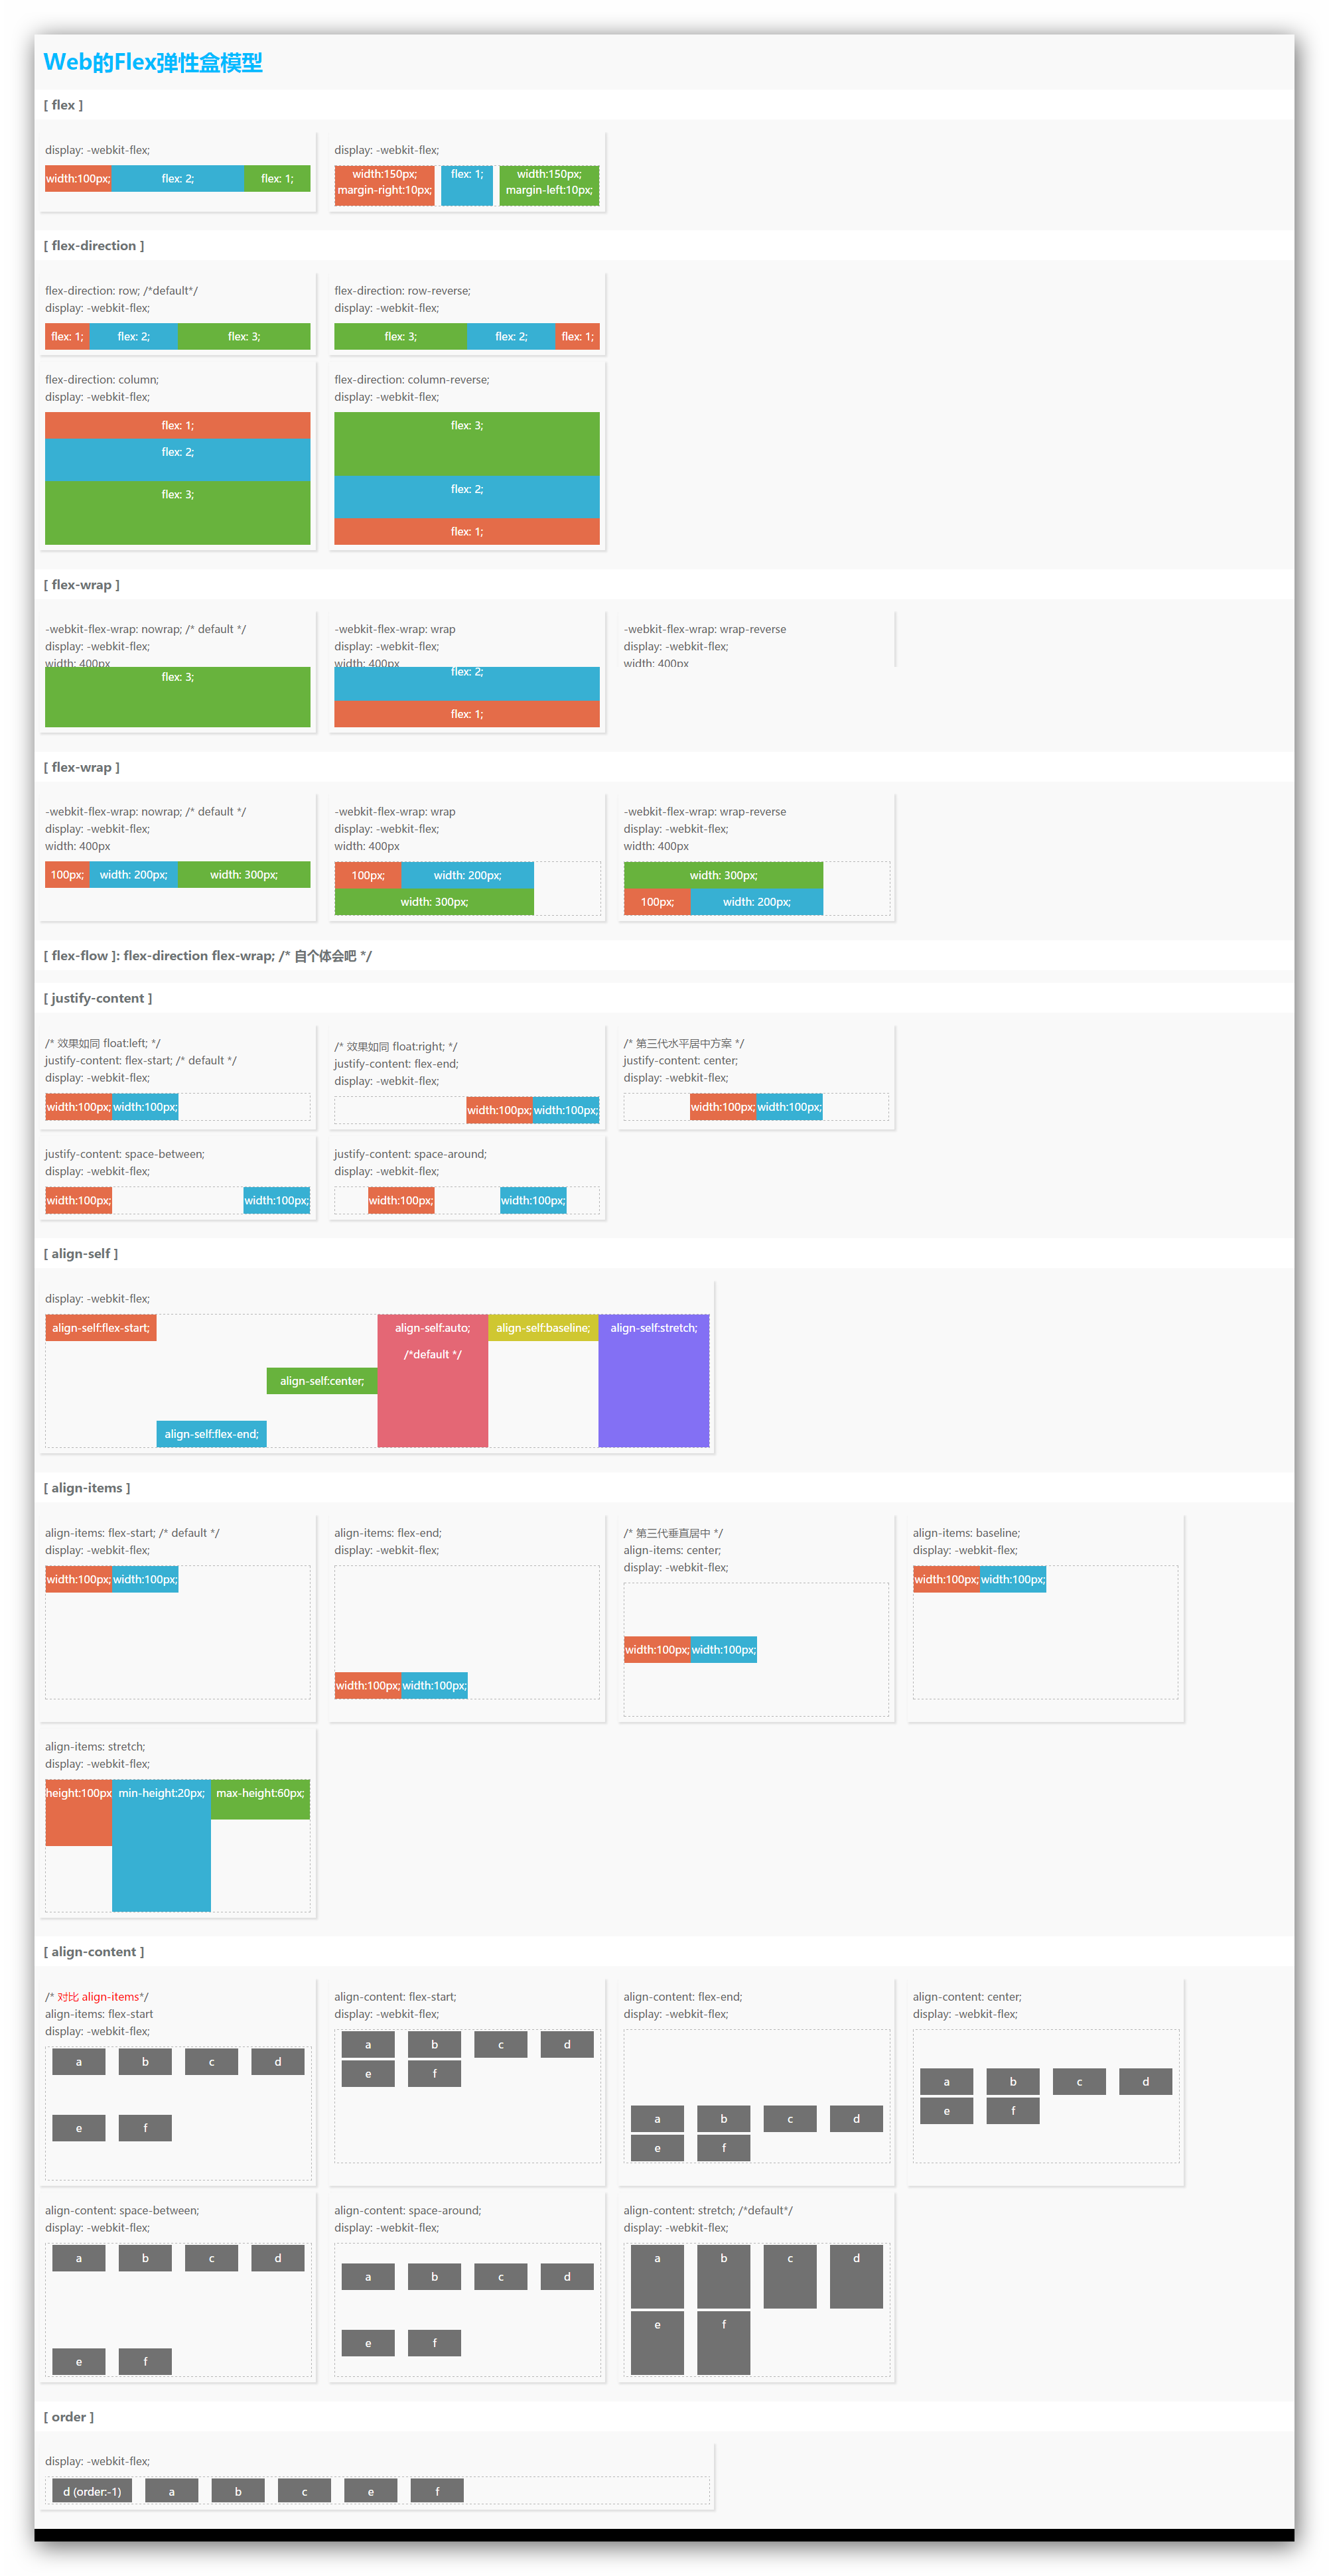 Web的Flex弹性盒模型
[ flex ]
display: -webkit-flex;
width:100px;
flex: 2;
flex: 1;
display: -webkit-flex;
width:150px;
margin-right:10px;
flex: 1;
width:150px;
margin-left:10px;
[ flex-direction ]
flex-direction: row; /*default*/
display: -webkit-flex;
flex: 1;
flex: 2;
flex: 3;
flex-direction: row-reverse;
display: -webkit-flex;
flex: 3;
flex: 2;
flex: 1;
flex-direction: column;
display: -webkit-flex;
flex: 1;
flex: 2;
flex: 3;
flex-direction: column-reverse;
display: -webkit-flex;
flex: 3;
flex: 2;
flex: 1;
[ flex-wrap ]
-webkit-flex-wrap: nowrap; /* default */
display: -webkit-flex;
width: 400px
flex: 3;
-webkit-flex-wrap: wrap
display: -webkit-flex;
width: 400px
flex: 2;
flex: 1;
-webkit-flex-wrap: wrap-reverse
display: -webkit-flex;
width: 400px
[ flex-wrap ]
-webkit-flex-wrap: nowrap; /* default */
display: -webkit-flex;
width: 400px
100px;
width: 200px;
width: 300px;
-webkit-flex-wrap: wrap
display: -webkit-flex;
width: 400px
100px;
width: 200px;
width: 300px;
-webkit-flex-wrap: wrap-reverse
display: -webkit-flex;
width: 400px
width: 300px;
100px;
width: 200px;
[ flex-flow ]: flex-direction flex-wrap; /* 自个体会吧 */
[ justify-content ]
/* 效果如同 float:left; */
justify-content: flex-start; /* default */
display: -webkit-flex;
width:100px;
width:100px;
/* 效果如同 float:right; */
justify-content: flex-end;
display: -webkit-flex;
width:100px;
width:100px;
/* 第三代水平居中方案 */
justify-content: center;
display: -webkit-flex;
width:100px;
width:100px;
justify-content: space-between;
display: -webkit-flex;
width:100px;
width:100px;
justify-content: space-around;
display: -webkit-flex;
width:100px;
width:100px;
[ align-self ]
display: -webkit-flex;
align-self:flex-start;
align-self:flex-end;
align-self:center;
align-self:auto;
/*default */
align-self:baseline;
align-self:stretch;
[ align-items ]
align-items: flex-start; /* default */
display: -webkit-flex;
width:100px;
width:100px;
align-items: flex-end;
display: -webkit-flex;
width:100px;
width:100px;
/* 第三代垂直居中 */
align-items: center;
display: -webkit-flex;
width:100px;
width:100px;
align-items: baseline;
display: -webkit-flex;
width:100px;
width:100px;
align-items: stretch;
display: -webkit-flex;
height:100px
min-height:20px;
max-height:60px;
[ align-content ]
/* 对比 align-items*/
align-items: flex-start
display: -webkit-flex;
a
b
c
d
e
f
align-content: flex-start;
display: -webkit-flex;
a
b
c
d
e
f
align-content: flex-end;
display: -webkit-flex;
a
b
c
d
e
f
align-content: center;
display: -webkit-flex;
a
b
c
d
e
f
align-content: space-between;
display: -webkit-flex;
a
b
c
d
e
f
align-content: space-around;
display: -webkit-flex;
a
b
c
d
e
f
align-content: stretch; /*default*/
display: -webkit-flex;
a
b
c
d
e
f
[ order ]
display: -webkit-flex;
d (order:-1)
a
b
c
e
f